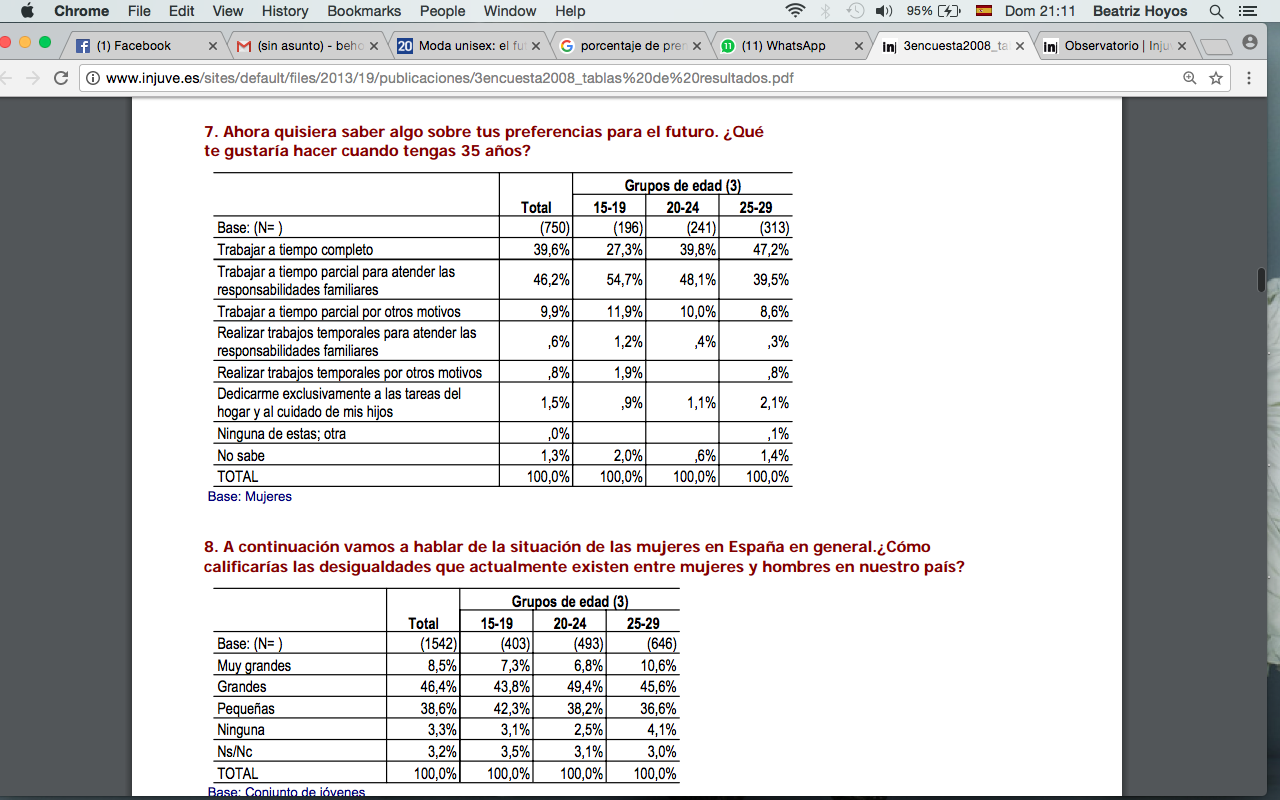 Chrome File Edit View History Bookmarks People Window Help 95% Dom 21:11 Beatriz Hoyos
(1) Facebook (sin asunto) - beho 20 Moda unisex: el fu porcentaje de pren (11) WhatsApp in 3encuesta2008_ta inj Observatorio | Inju
www.injuve.es/sites/default/files/2013/19/publicaciones/3encuesta2008_tablas%20de%20resultados.pdf
7. Ahora quisiera saber algo sobre tus preferencias para el futuro. ¿Qué
te gustaría hacer cuando tengas 35 años?
Grupos de edad (3)
Total 15-19 20-24 25-29
Base: (N= ) (750) (196) (241) (313)
Trabajar a tiempo completo 39,6% 27,3% 39,8% 47,2%
Trabajar a tiempo parcial para atender las
responsabilidades familiares 46,2% 54,7% 48,1% 39,5%
Trabajar a tiempo parcial por otros motivos 9,9% 11,9% 10,0% 8,6%
Realizar trabajos temporales para atender las
responsabilidades familiares ,6% 1,2% ,4% ,3%
Realizar trabajos temporales por otros motivos ,8% 1,9% ,8%
Dedicarme exclusivamente a las tareas del
hogar y al cuidado de mis hijos 1,5% ,9% 1,1% 2,1%
Ninguna de estas; otra ,0% ,1%
No sabe 1,3% 2,0% ,6% 1,4%
TOTAL 100,0% 100,0% 100,0% 100,0%
Base: Mujeres
8. A continuación vamos a hablar de la situación de las mujeres en España en general.¿Cómo
calificarías las desigualdades que actualmente existen entre mujeres y hombres en nuestro país?
Grupos de edad (3)
Total 15-19 20-24 25-29
Base: (N= ) (1542) (403) (493) (646)
Muy grandes 8,5% 7,3% 6,8% 10,6%
Grandes 46,4% 43,8% 49,4% 45,6%
Pequeñas 38,6% 42,3% 38,2% 36,6%
Ninguna 3,3% 3,1% 2,5% 4,1%
Ns/Nc 3,2% 3,5% 3,1% 3,0%
TOTAL 100,0% 100,0% 100,0% 100,0%
Base: Conjunto de jóvenes